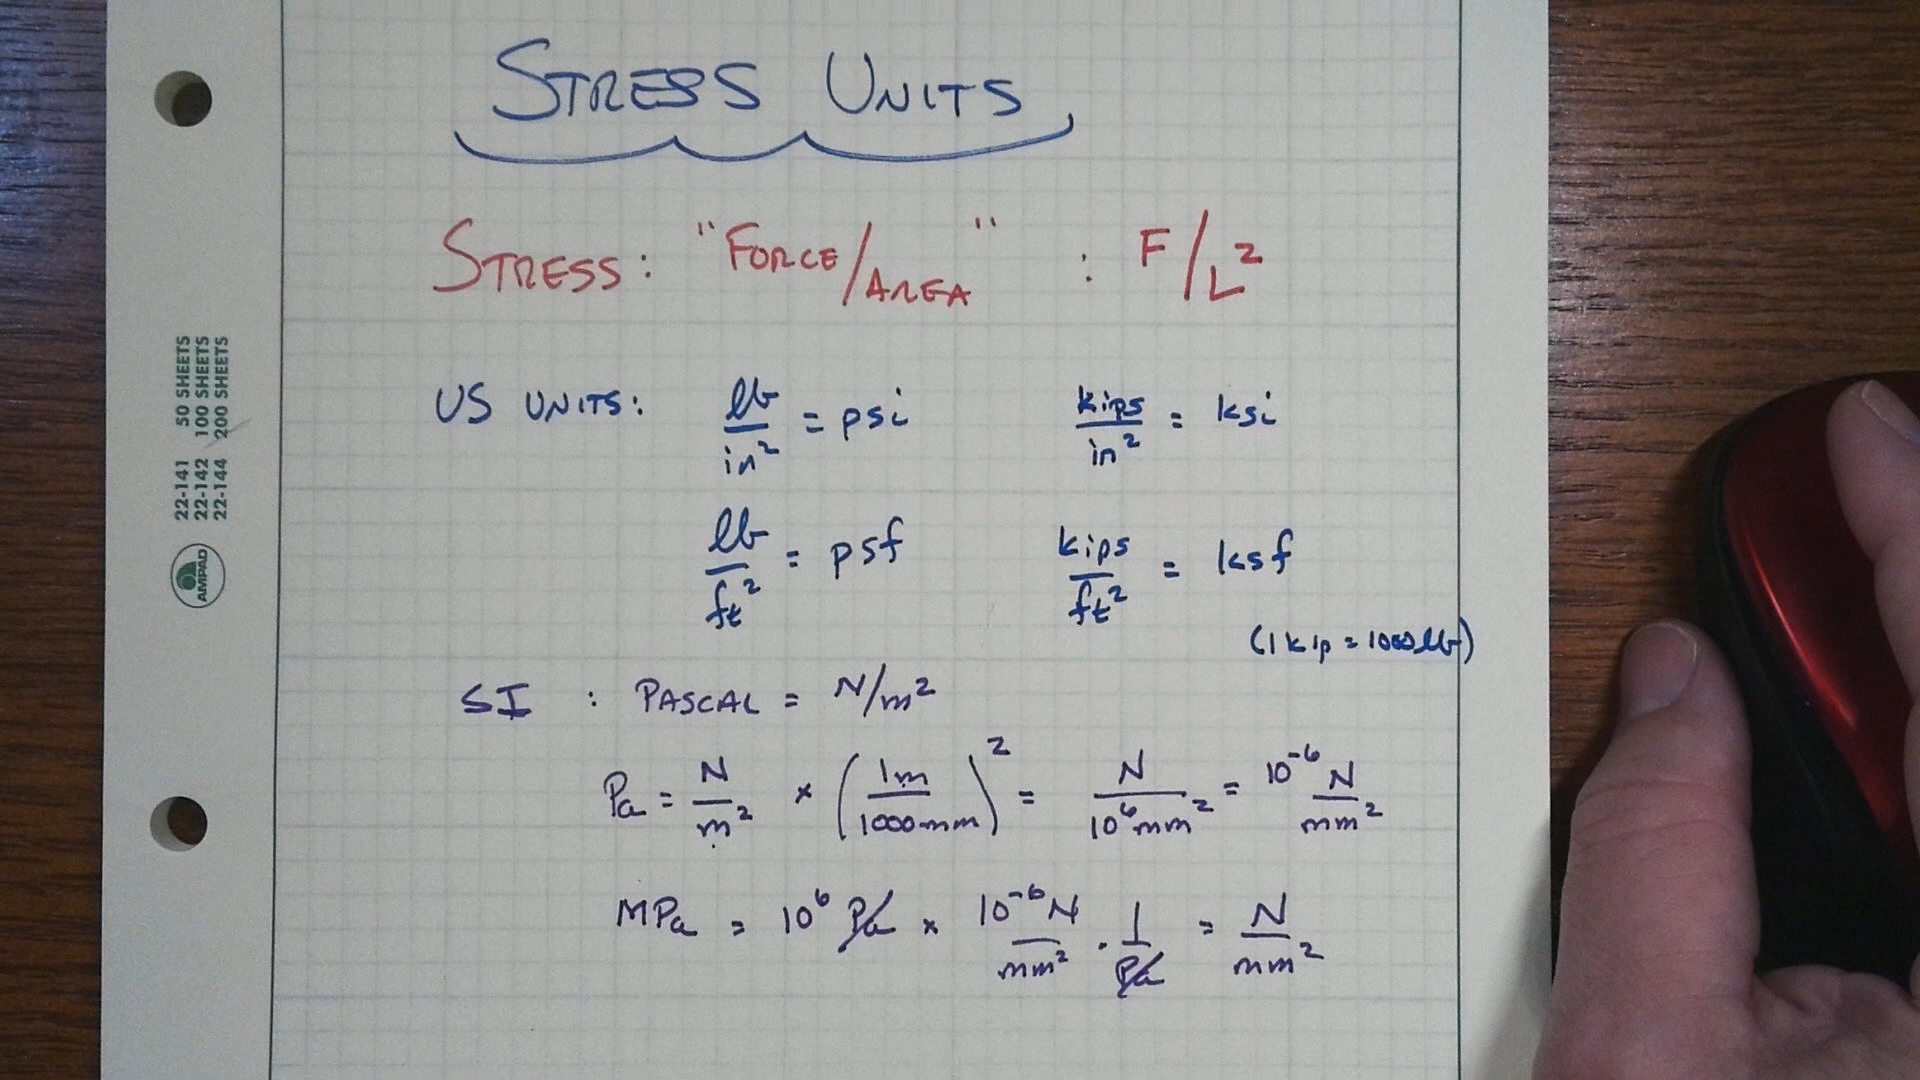 STRESS UNITS
STRESS: "FORCE/AREA" : F/L²
US UNITS: lb/in² = psi kips/in² = ksi
lb/ft² = psf kips/ft² = ksf
(1 kip = 1000 lb)
SI : PASCAL = N/m²
Pa = N/m² × (1m/1000mm)² = N/10⁶mm² = 10⁻⁶ N/mm²
MPa = 10⁶ Pa × 10⁻⁶N/mm² · 1/Pa = N/mm²
22-141 50 SHEETS
22-142 100 SHEETS
22-144 200 SHEETS
AMPAD